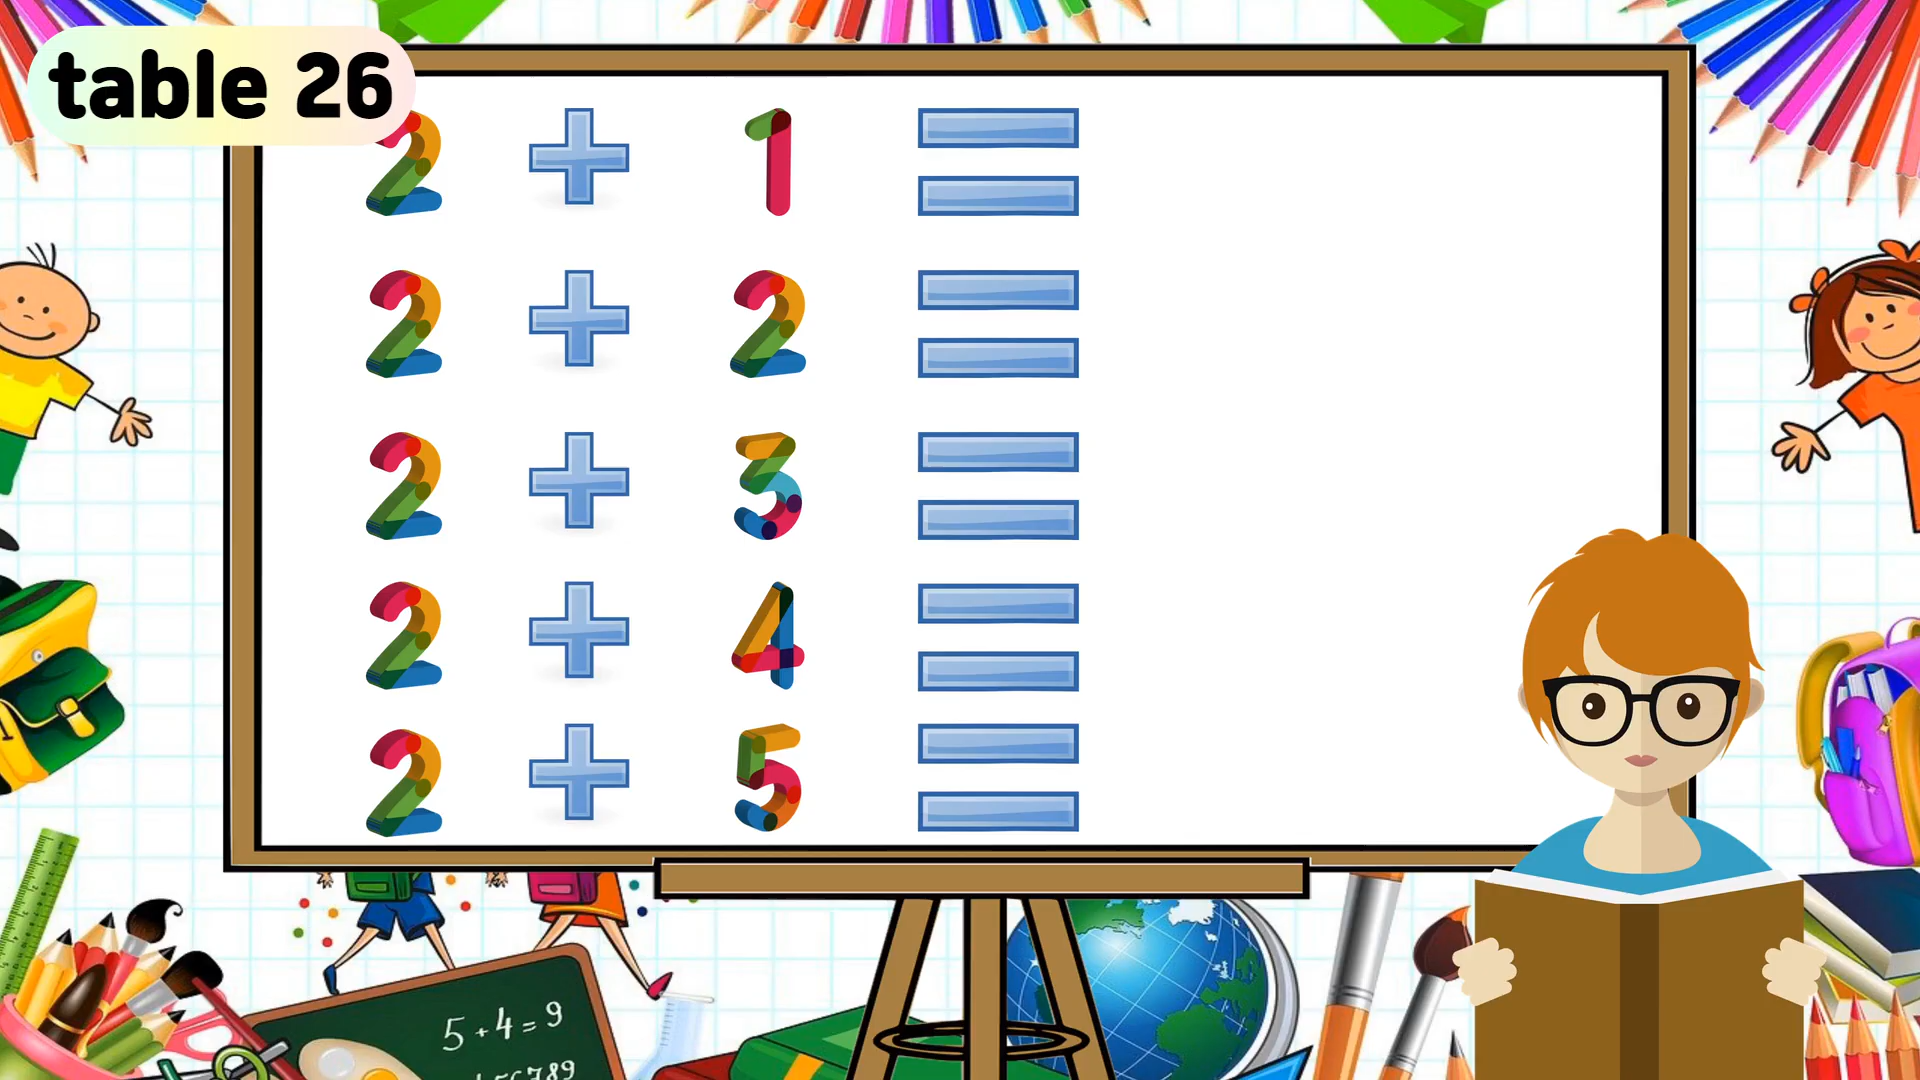 table 26
2 + 1 =
2 + 2 =
2 + 3 =
2 + 4 =
2 + 5 =
5+4=9